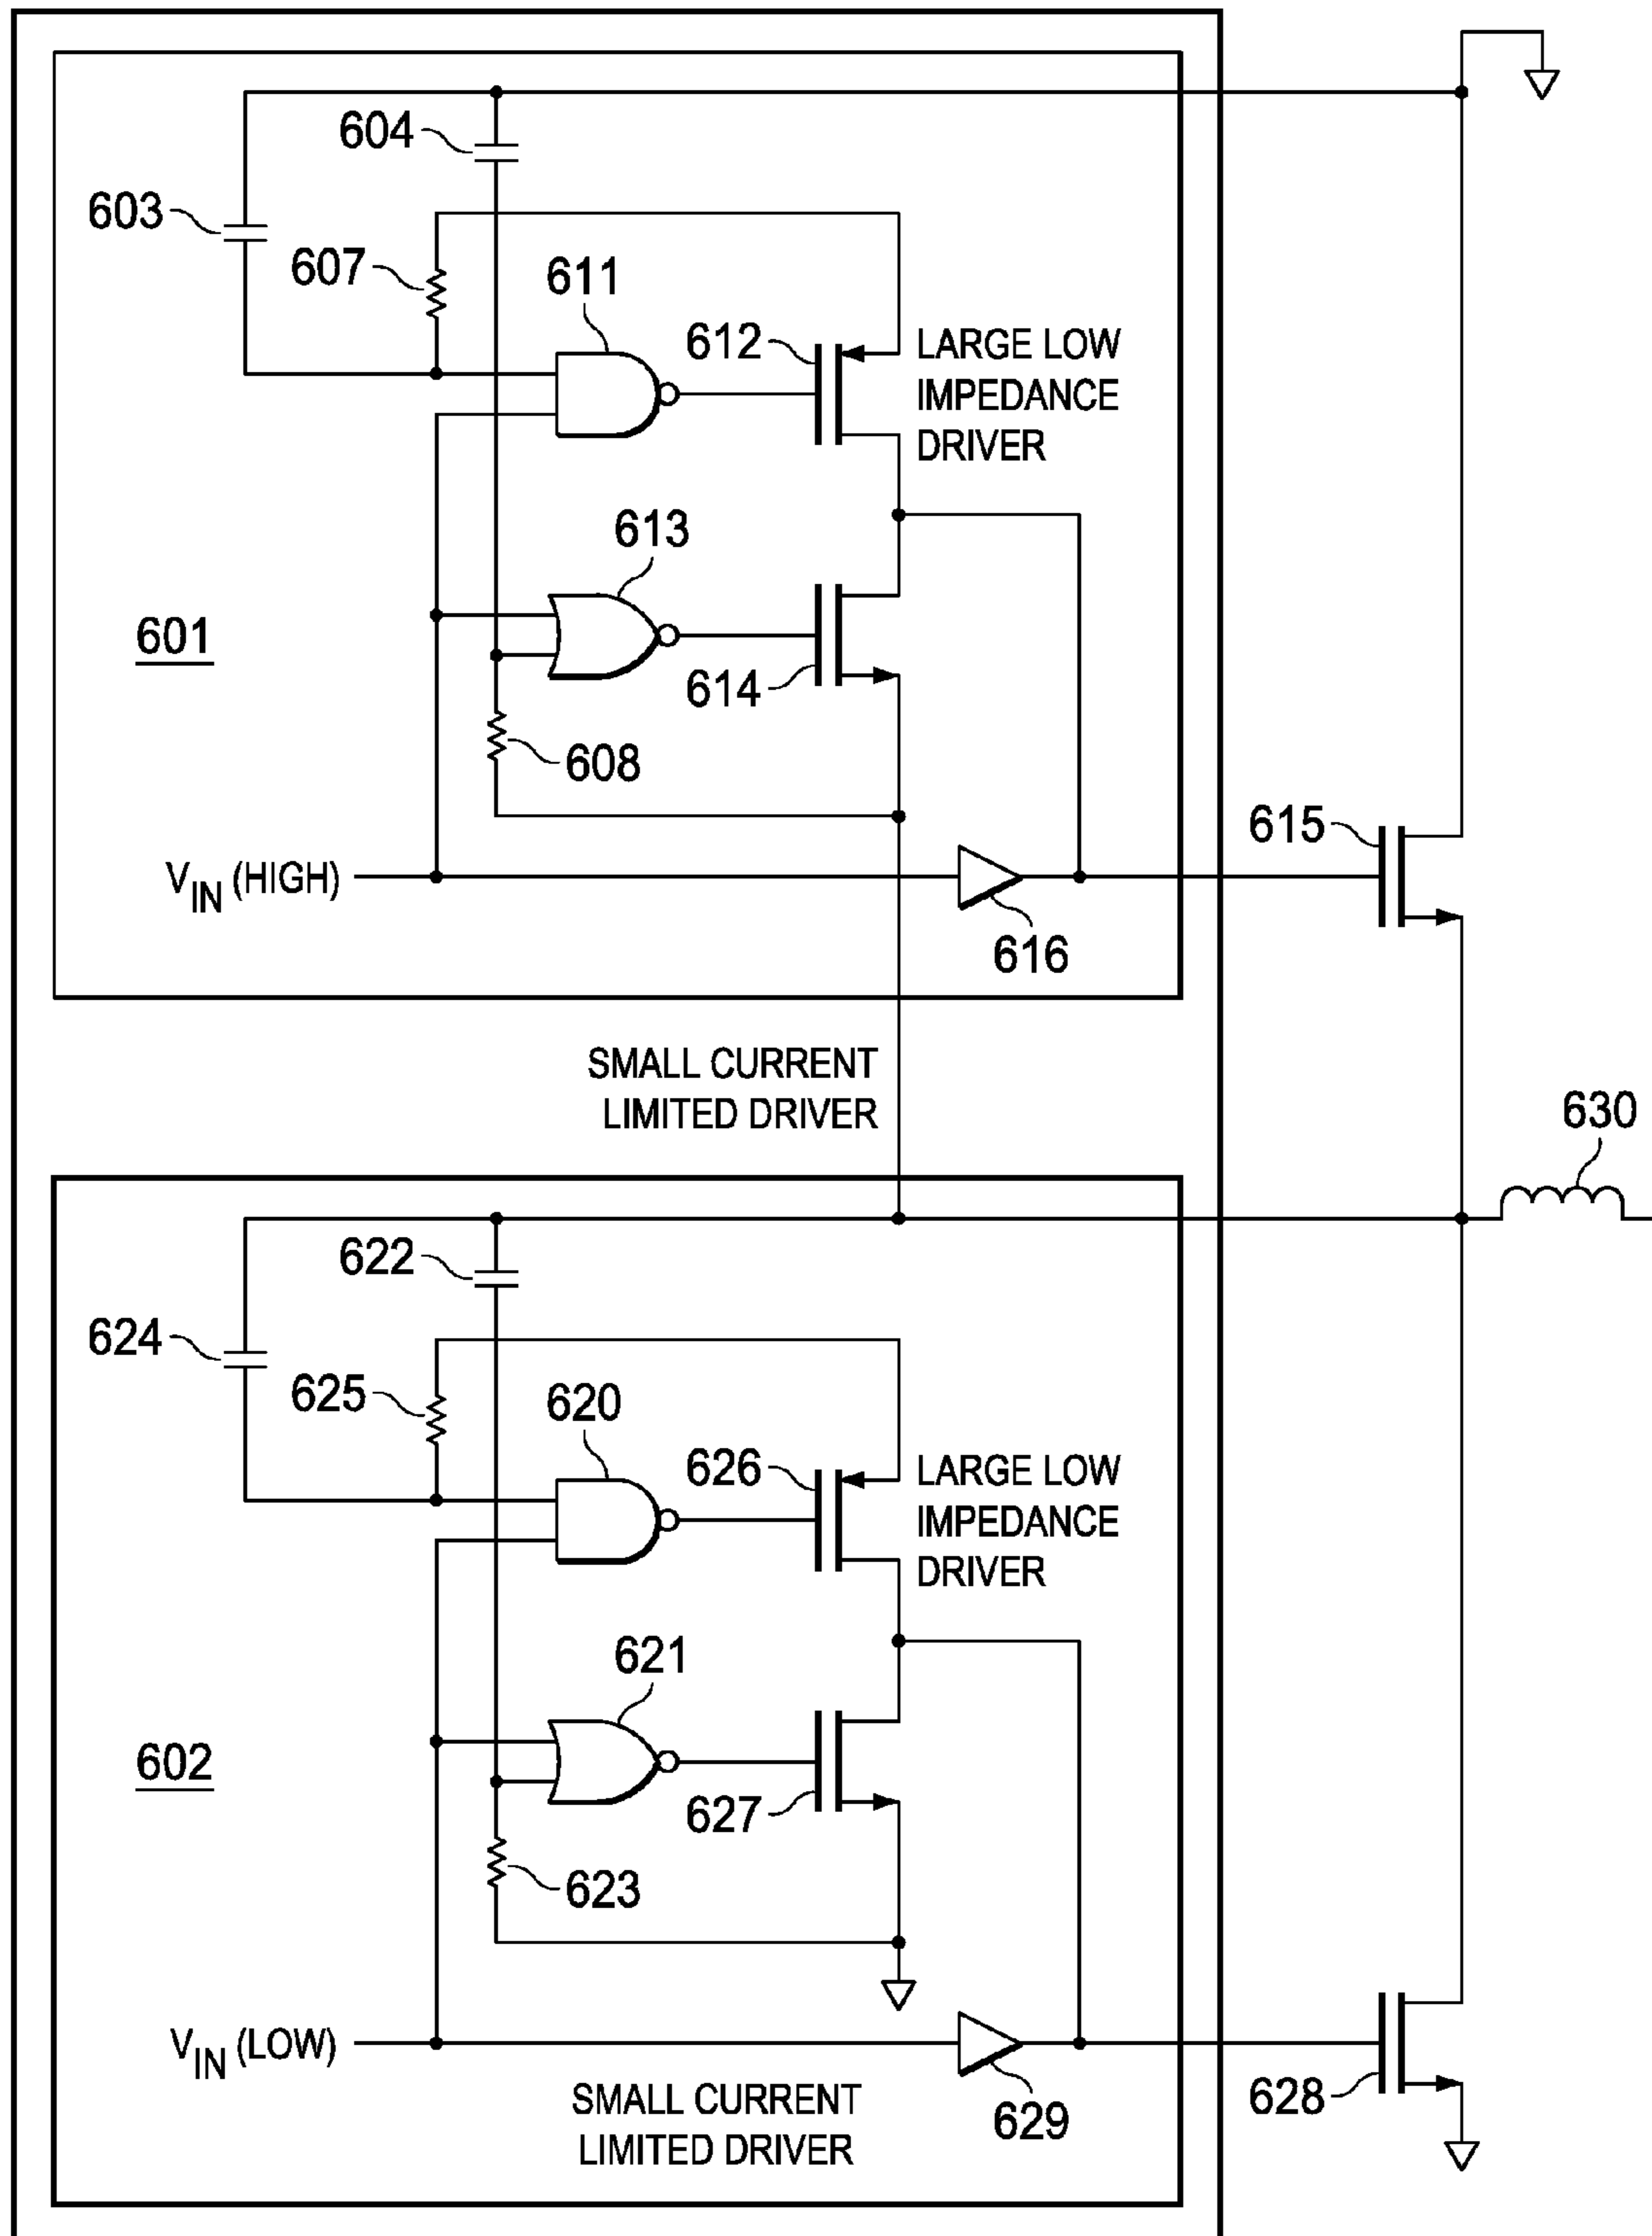 604
603
607
611
612
LARGE LOW
IMPEDANCE
DRIVER
613
601
614
608
615
V_IN (HIGH)
616
SMALL CURRENT
LIMITED DRIVER
630
622
624
625
620
626
LARGE LOW
IMPEDANCE
DRIVER
621
602
627
623
V_IN (LOW)
SMALL CURRENT
LIMITED DRIVER
629
628